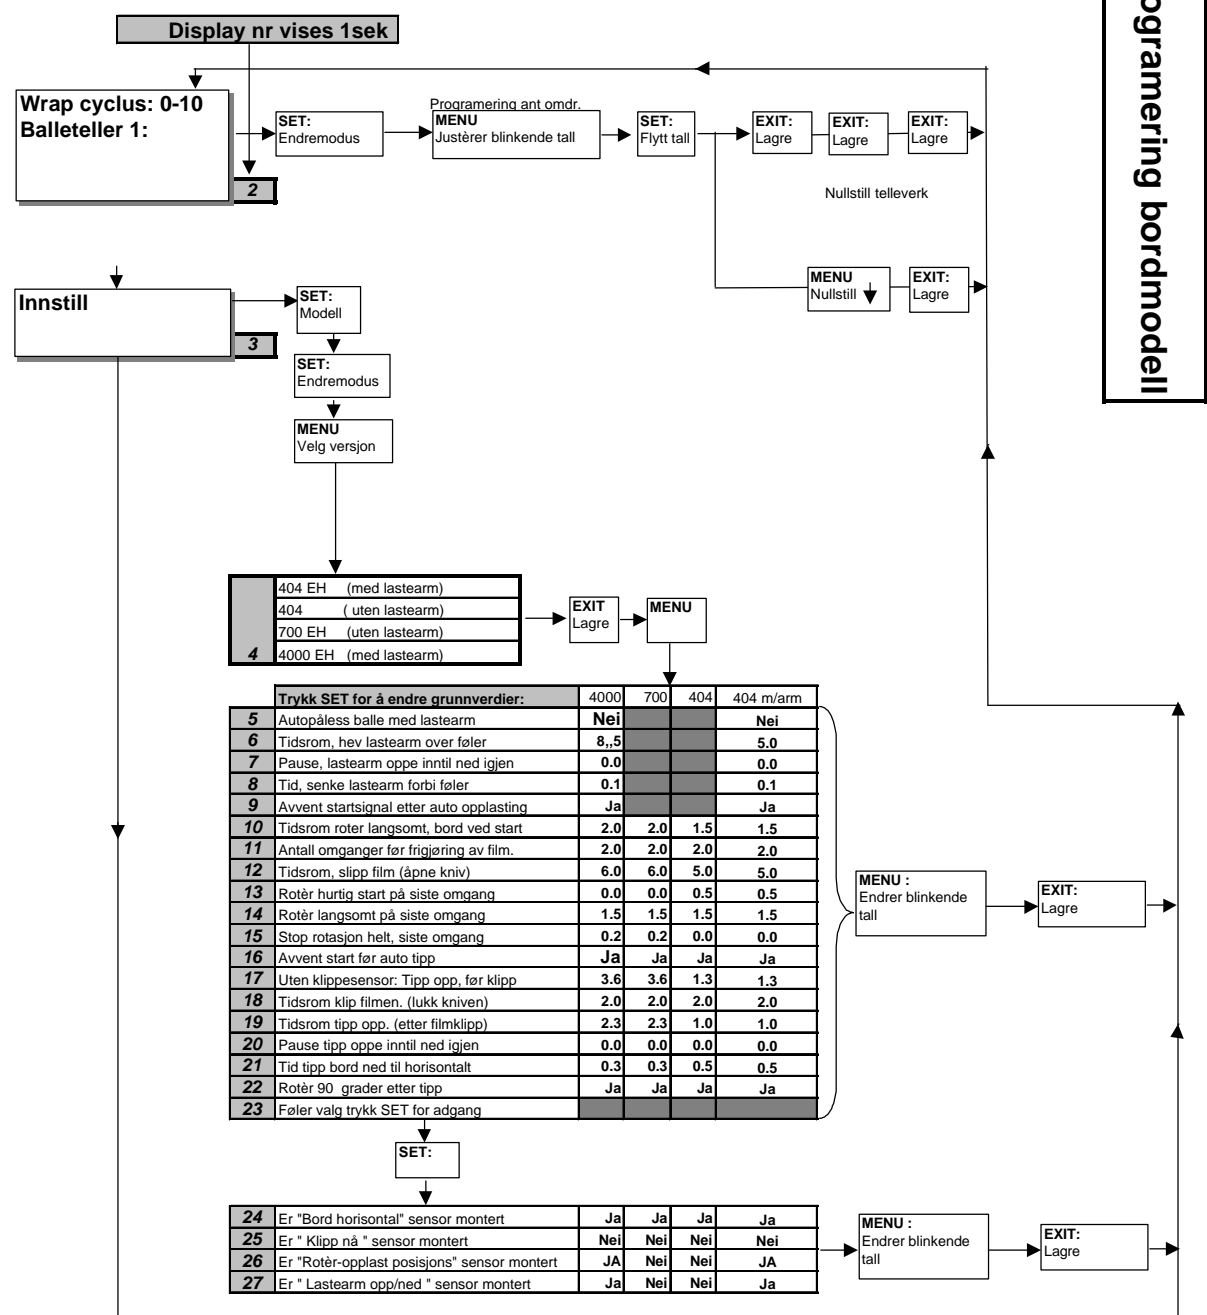 Display nr vises 1sek
Wrap cyclus: 0-10
Balleteller 1:
2
SET:
Endremodus
Programering ant omdr.
MENU
Justèrer blinkende tall
SET:
Flytt tall
EXIT:
Lagre
EXIT:
Lagre
EXIT:
Lagre
Nullstill telleverk
MENU
Nullstill
EXIT:
Lagre
ogramering bordmodell
Innstill
3
SET:
Modell
SET:
Endremodus
MENU
Velg versjon
404 EH (med lastearm)
404 ( uten lastearm)
700 EH (uten lastearm)
4 4000 EH (med lastearm)
EXIT
Lagre
MENU
Trykk SET for å endre grunnverdier: 4000 700 404 404 m/arm
5 Autopåless balle med lastearm Nei Nei
6 Tidsrom, hev lastearm over føler 8,,5 5.0
7 Pause, lastearm oppe inntil ned igjen 0.0 0.0
8 Tid, senke lastearm forbi føler 0.1 0.1
9 Avvent startsignal etter auto opplasting Ja Ja
10 Tidsrom roter langsomt, bord ved start 2.0 2.0 1.5 1.5
11 Antall omganger før frigjøring av film. 2.0 2.0 2.0 2.0
12 Tidsrom, slipp film (åpne kniv) 6.0 6.0 5.0 5.0
13 Rotèr hurtig start på siste omgang 0.0 0.0 0.5 0.5
14 Rotèr langsomt på siste omgang 1.5 1.5 1.5 1.5
15 Stop rotasjon helt, siste omgang 0.2 0.2 0.0 0.0
16 Avvent start før auto tipp Ja Ja Ja Ja
17 Uten klippesensor: Tipp opp, før klipp 3.6 3.6 1.3 1.3
18 Tidsrom klip filmen. (lukk kniven) 2.0 2.0 2.0 2.0
19 Tidsrom tipp opp. (etter filmklipp) 2.3 2.3 1.0 1.0
20 Pause tipp oppe inntil ned igjen 0.0 0.0 0.0 0.0
21 Tid tipp bord ned til horisontalt 0.3 0.3 0.5 0.5
22 Rotèr 90 grader etter tipp Ja Ja Ja Ja
23 Føler valg trykk SET for adgang
MENU :
Endrer blinkende
tall
EXIT:
Lagre
SET:
24 Er "Bord horisontal" sensor montert Ja Ja Ja Ja
25 Er " Klipp nå " sensor montert Nei Nei Nei Nei
26 Er "Rotèr-opplast posisjons" sensor montert JA Nei Nei JA
27 Er " Lastearm opp/ned " sensor montert Ja Nei Nei Ja
MENU :
Endrer blinkende
tall
EXIT:
Lagre